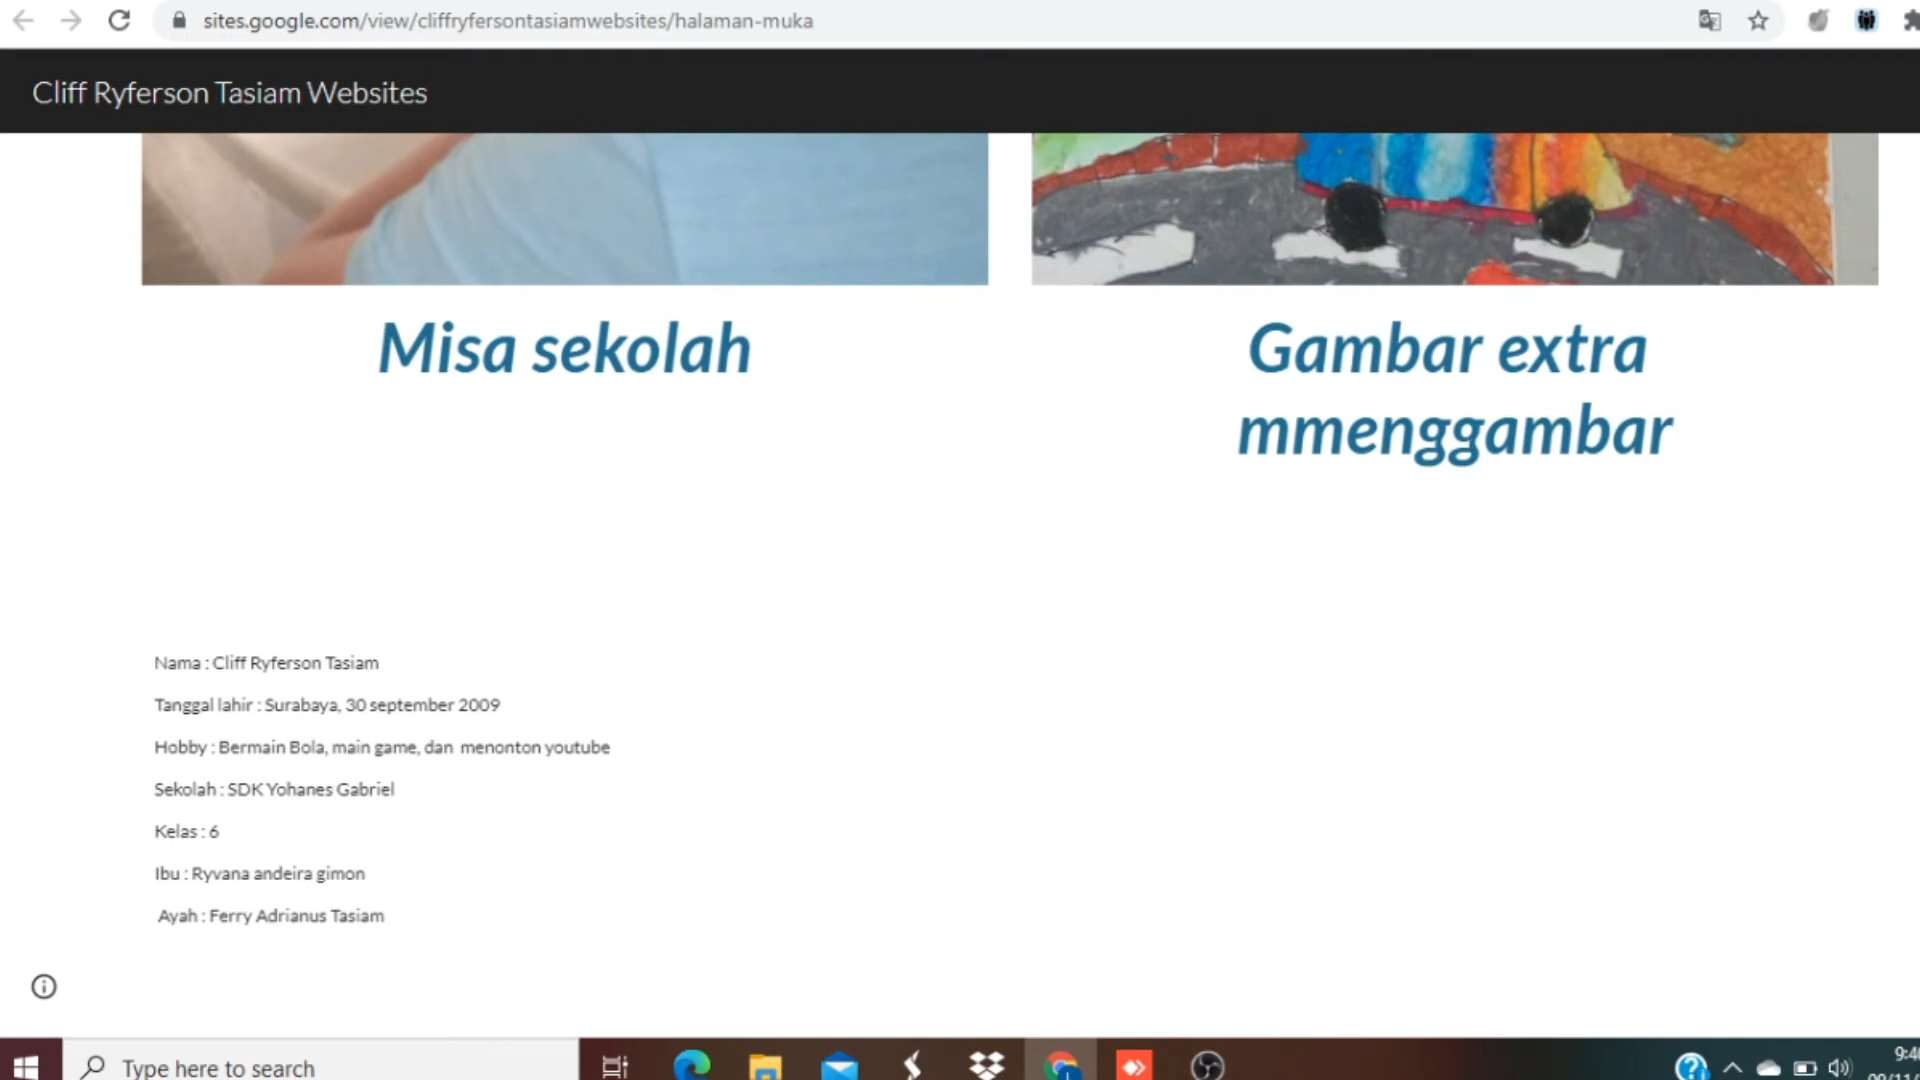 sites.google.com/view/cliffryfersontasiamwebsites/halaman-muka
Cliff Ryferson Tasiam Websites
Misa sekolah
Gambar extra
mmenggambar
Nama : Cliff Ryferson Tasiam
Tanggal lahir : Surabaya, 30 september 2009
Hobby : Bermain Bola, main game, dan menonton youtube
Sekolah : SDK Yohanes Gabriel
Kelas : 6
Ibu : Ryvana andeira gimon
Ayah : Ferry Adrianus Tasiam
Type here to search